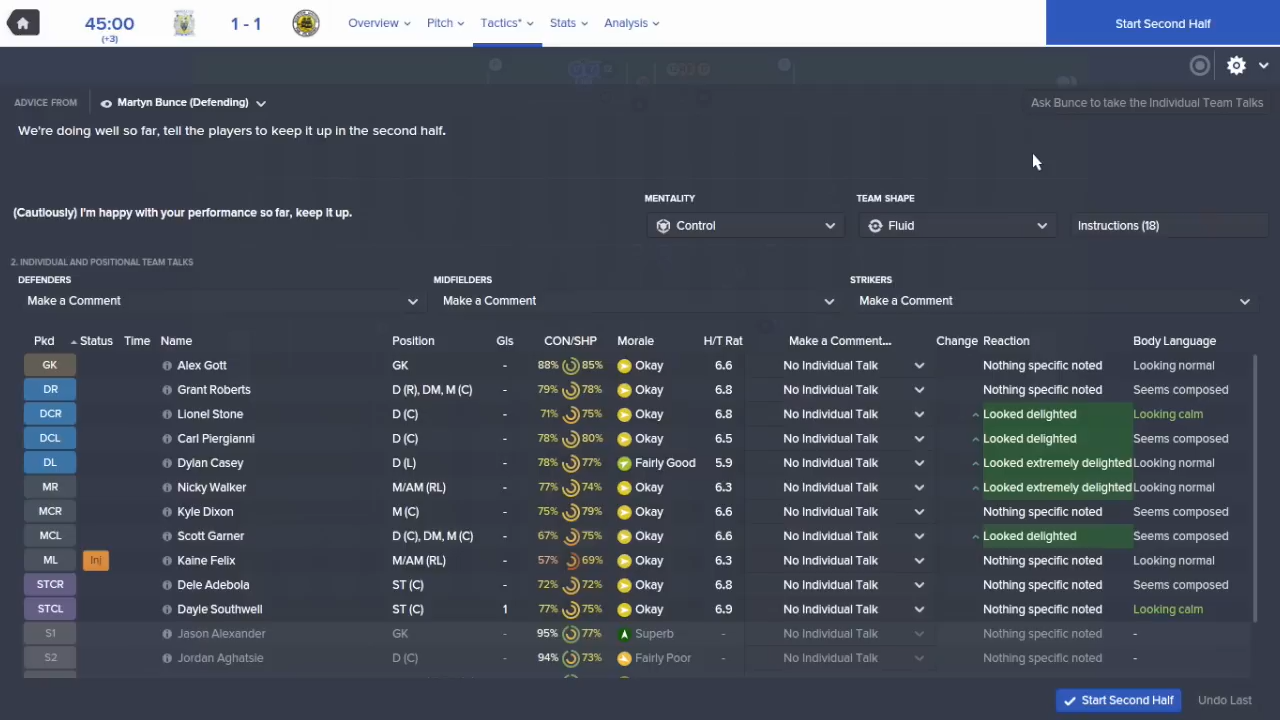 45:00 1 - 1 Overview Pitch Tactics* Stats Analysis Start Second Half
(+3)
ADVICE FROM Martyn Bunce (Defending) Ask Bunce to take the Individual Team Talks
We're doing well so far, tell the players to keep it up in the second half.
MENTALITY TEAM SHAPE
(Cautiously) I'm happy with your performance so far, keep it up. Control Fluid Instructions (18)
2. INDIVIDUAL AND POSITIONAL TEAM TALKS
DEFENDERS MIDFIELDERS STRIKERS
Make a Comment Make a Comment Make a Comment
Pkd Status Time Name Position Gls CON/SHP Morale H/T Rat Make a Comment... Change Reaction Body Language
GK Alex Gott GK - 88% 85% Okay 6.6 No Individual Talk Nothing specific noted Looking normal
DR Grant Roberts D (R), DM, M (C) - 79% 78% Okay 6.8 No Individual Talk Nothing specific noted Seems composed
DCR Lionel Stone D (C) - 71% 75% Okay 6.8 No Individual Talk Looked delighted Looking calm
DCL Carl Piergianni D (C) - 78% 80% Okay 6.5 No Individual Talk Looked delighted Seems composed
DL Dylan Casey D (L) - 78% 77% Fairly Good 5.9 No Individual Talk Looked extremely delighted Looking normal
MR Nicky Walker M/AM (RL) - 77% 74% Okay 6.3 No Individual Talk Looked extremely delighted Looking normal
MCR Kyle Dixon M (C) - 75% 79% Okay 6.6 No Individual Talk Nothing specific noted Seems composed
MCL Scott Garner D (C), DM, M (C) - 67% 75% Okay 6.6 No Individual Talk Looked delighted Seems composed
ML Inj Kaine Felix M/AM (RL) - 57% 69% Okay 6.3 No Individual Talk Nothing specific noted Looking normal
STCR Dele Adebola ST (C) - 72% 72% Okay 6.8 No Individual Talk Nothing specific noted Seems composed
STCL Dayle Southwell ST (C) 1 77% 75% Okay 6.9 No Individual Talk Nothing specific noted Looking calm
S1 Jason Alexander GK - 95% 77% Superb - No Individual Talk Nothing specific noted -
S2 Jordan Aghatsie D (C) - 94% 73% Fairly Poor - No Individual Talk Nothing specific noted -
Start Second Half Undo Last